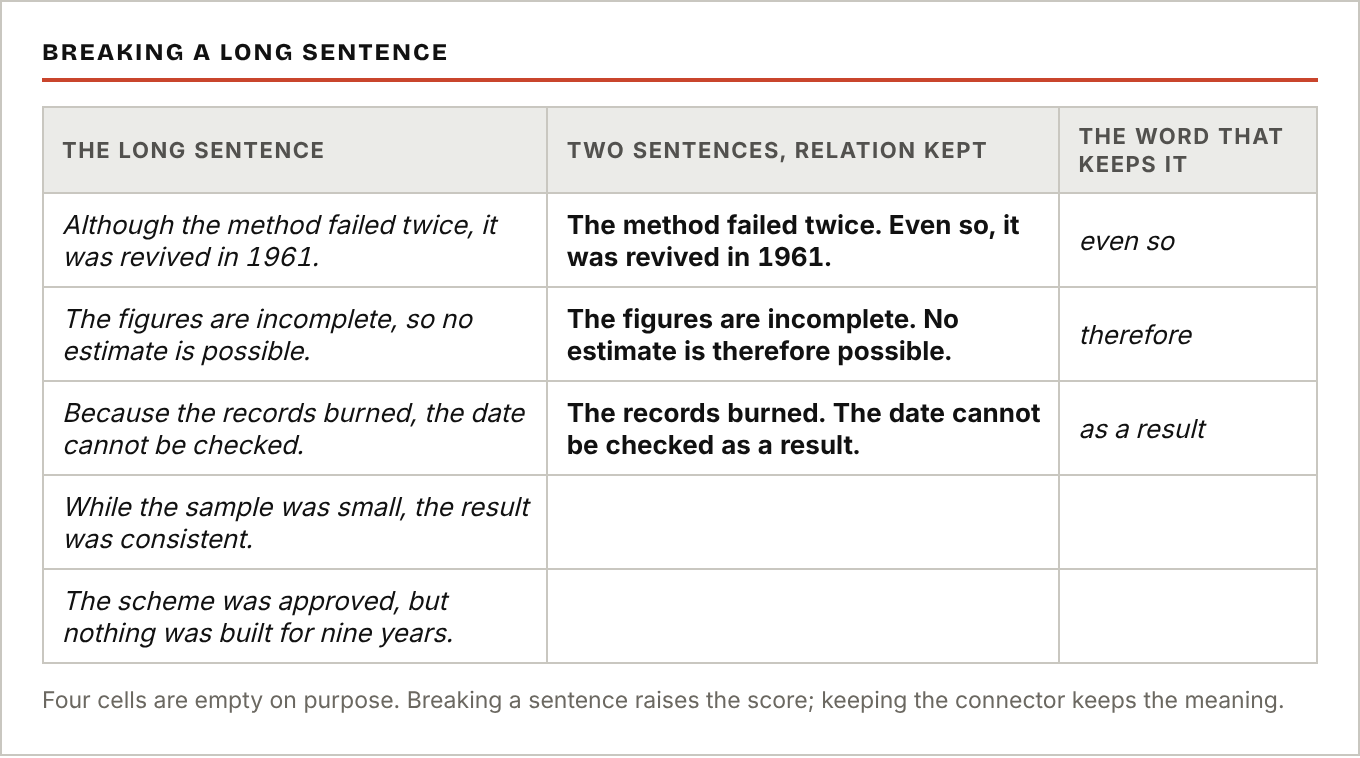 BREAKING A LONG SENTENCE
THE LONG SENTENCE
TWO SENTENCES, RELATION KEPT
THE WORD THAT
KEEPS IT
Although the method failed twice, it
was revived in 1961.
The method failed twice. Even so, it
was revived in 1961.
even so
The figures are incomplete, so no
estimate is possible.
The figures are incomplete. No
estimate is therefore possible.
therefore
Because the records burned, the date
cannot be checked.
The records burned. The date cannot
be checked as a result.
as a result
While the sample was small, the result
was consistent.
The scheme was approved, but
nothing was built for nine years.
Four cells are empty on purpose. Breaking a sentence raises the score; keeping the connector keeps the meaning.